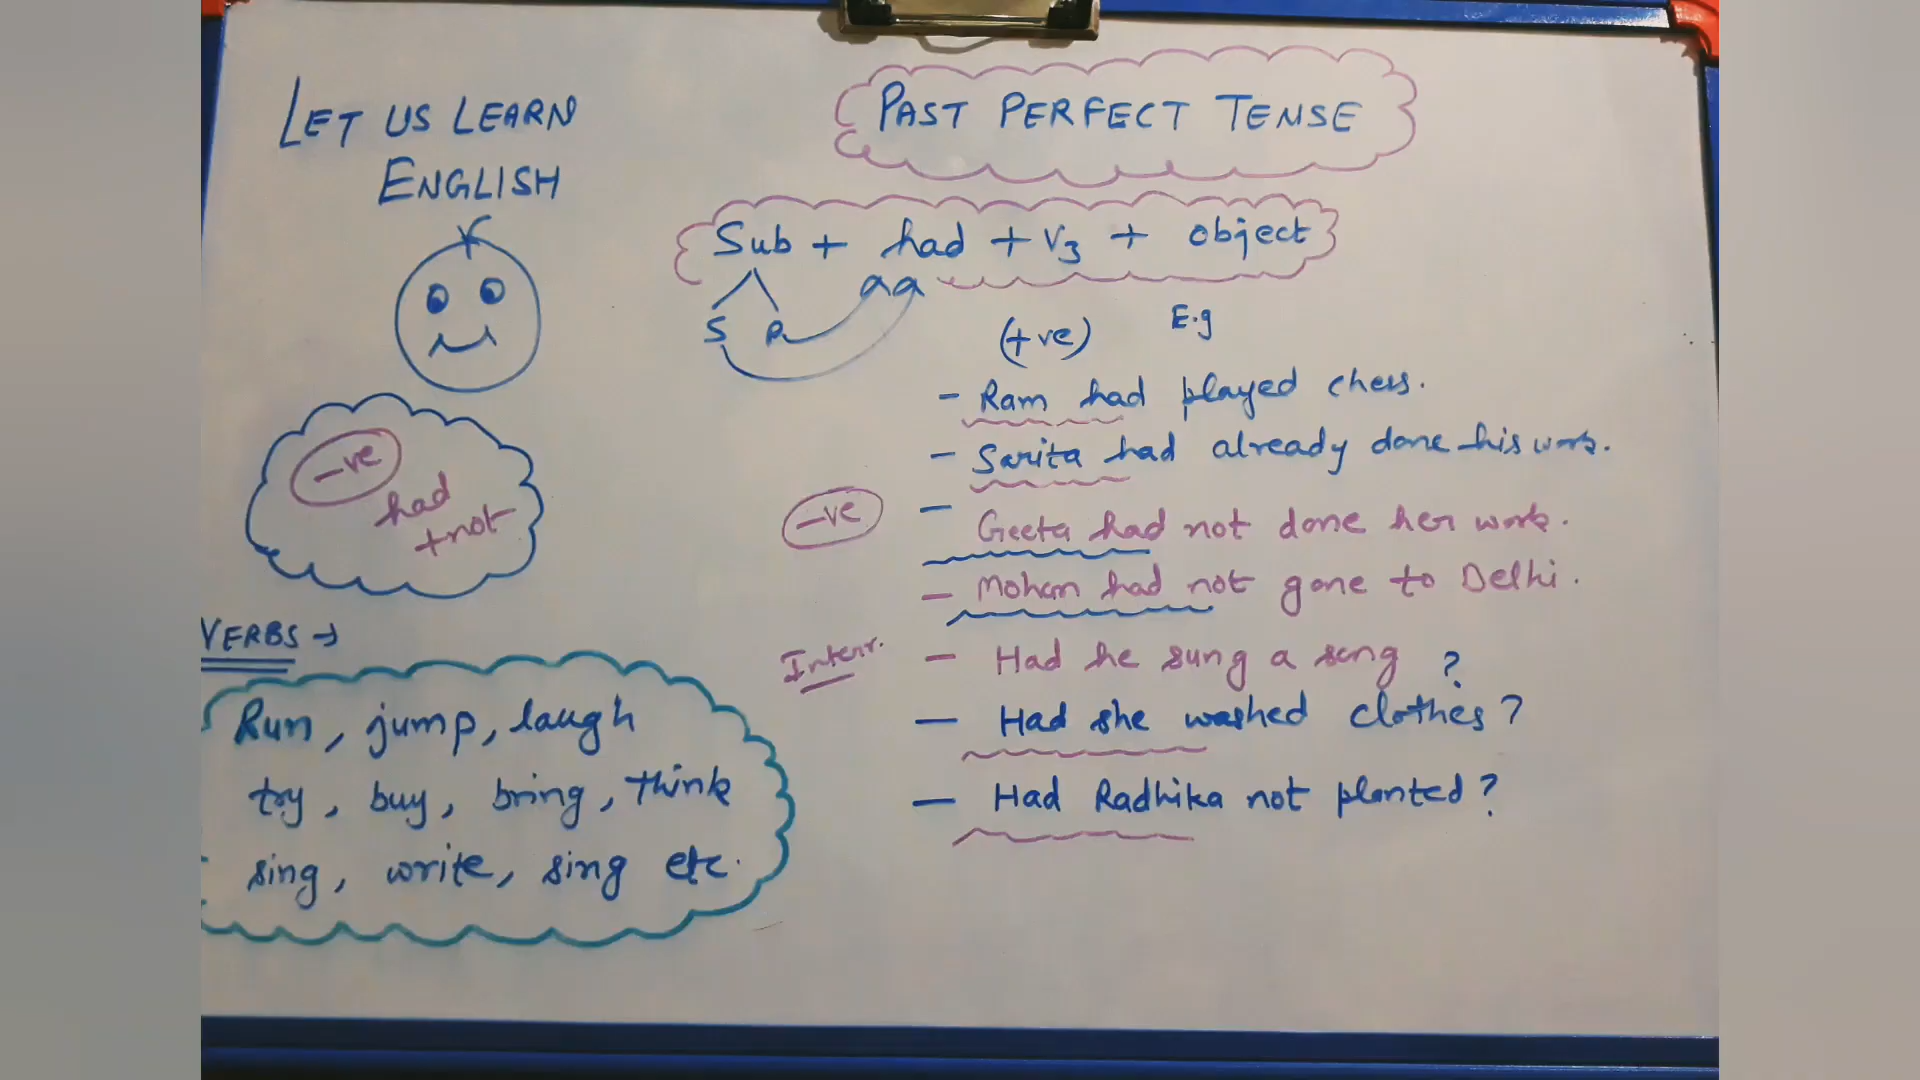 LET US LEARN
ENGLISH
PAST PERFECT TENSE
Sub + had + V3 + object
S P
(+ve) E.g
- Ram had played chess.
- Sarita had already done his work.
-ve
- Geeta had not done her work.
- Mohan had not gone to Delhi.
Interr.
- Had he sung a song ?
- Had she washed clothes?
- Had Radhika not planted?
-ve
had
+not
VERBS →
Run, jump, laugh
try, buy, bring, think
sing, write, sing etc.